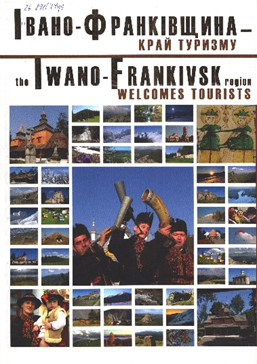 ІВАНО-ФРАНКІВЩИНА –
КРАЙ ТУРИЗМУ
the IWANO-FRANKIVSK region
WELCOMES TOURISTS